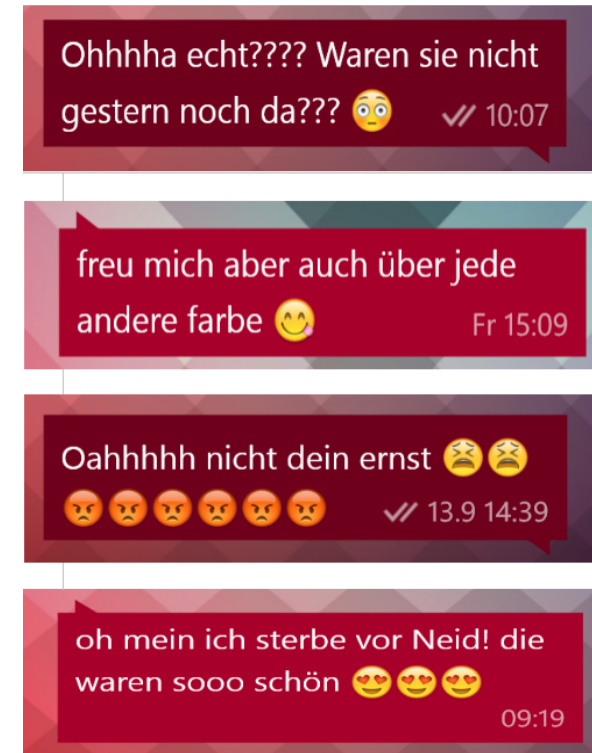 Ohhhha echt???? Waren sie nicht
gestern noch da??? 😳 10:07
freu mich aber auch über jede
andere farbe 😋 Fr 15:09
Oahhhhh nicht dein ernst 😫😫
😡😡😡😡😡😡 13.9 14:39
oh mein ich sterbe vor Neid! die
waren sooo schön 😍😍😍
09:19